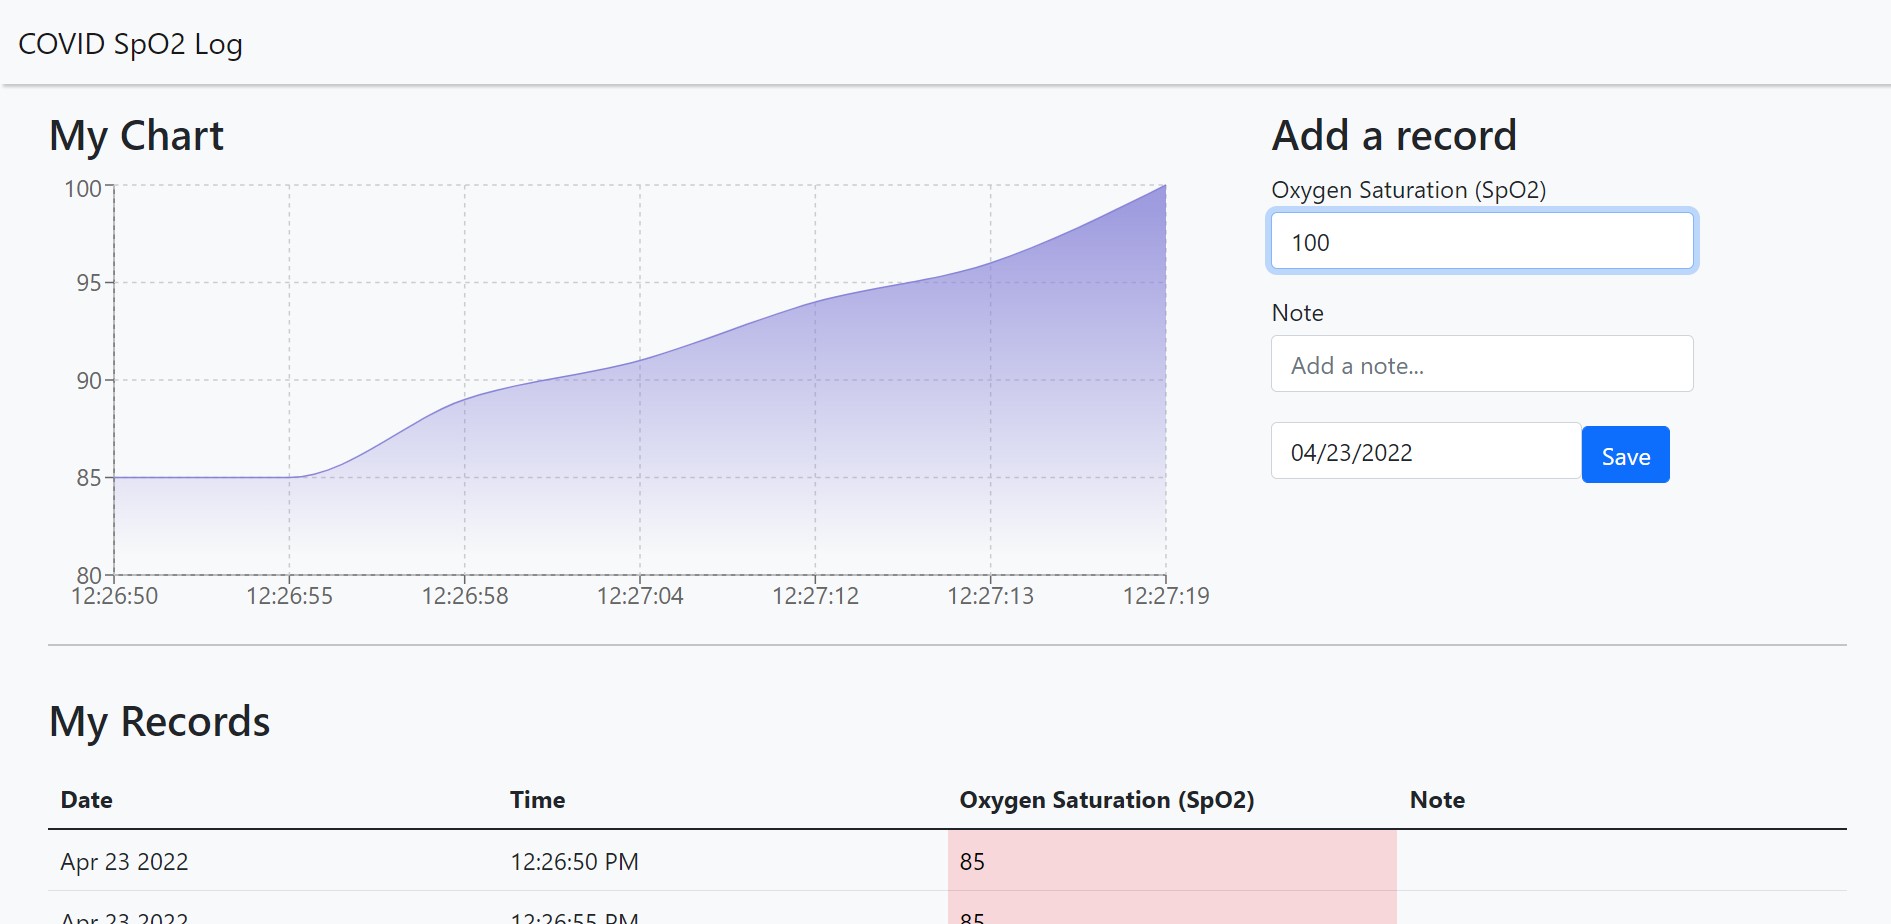 COVID SpO2 Log
My Chart
100
95
90
85
80
12:26:50 12:26:55 12:26:58 12:27:04 12:27:12 12:27:13 12:27:19
Add a record
Oxygen Saturation (SpO2)
100
Note
Add a note...
04/23/2022 Save
My Records
Date Time Oxygen Saturation (SpO2) Note
Apr 23 2022 12:26:50 PM 85
Apr 23 2022 12:26:55 PM 85